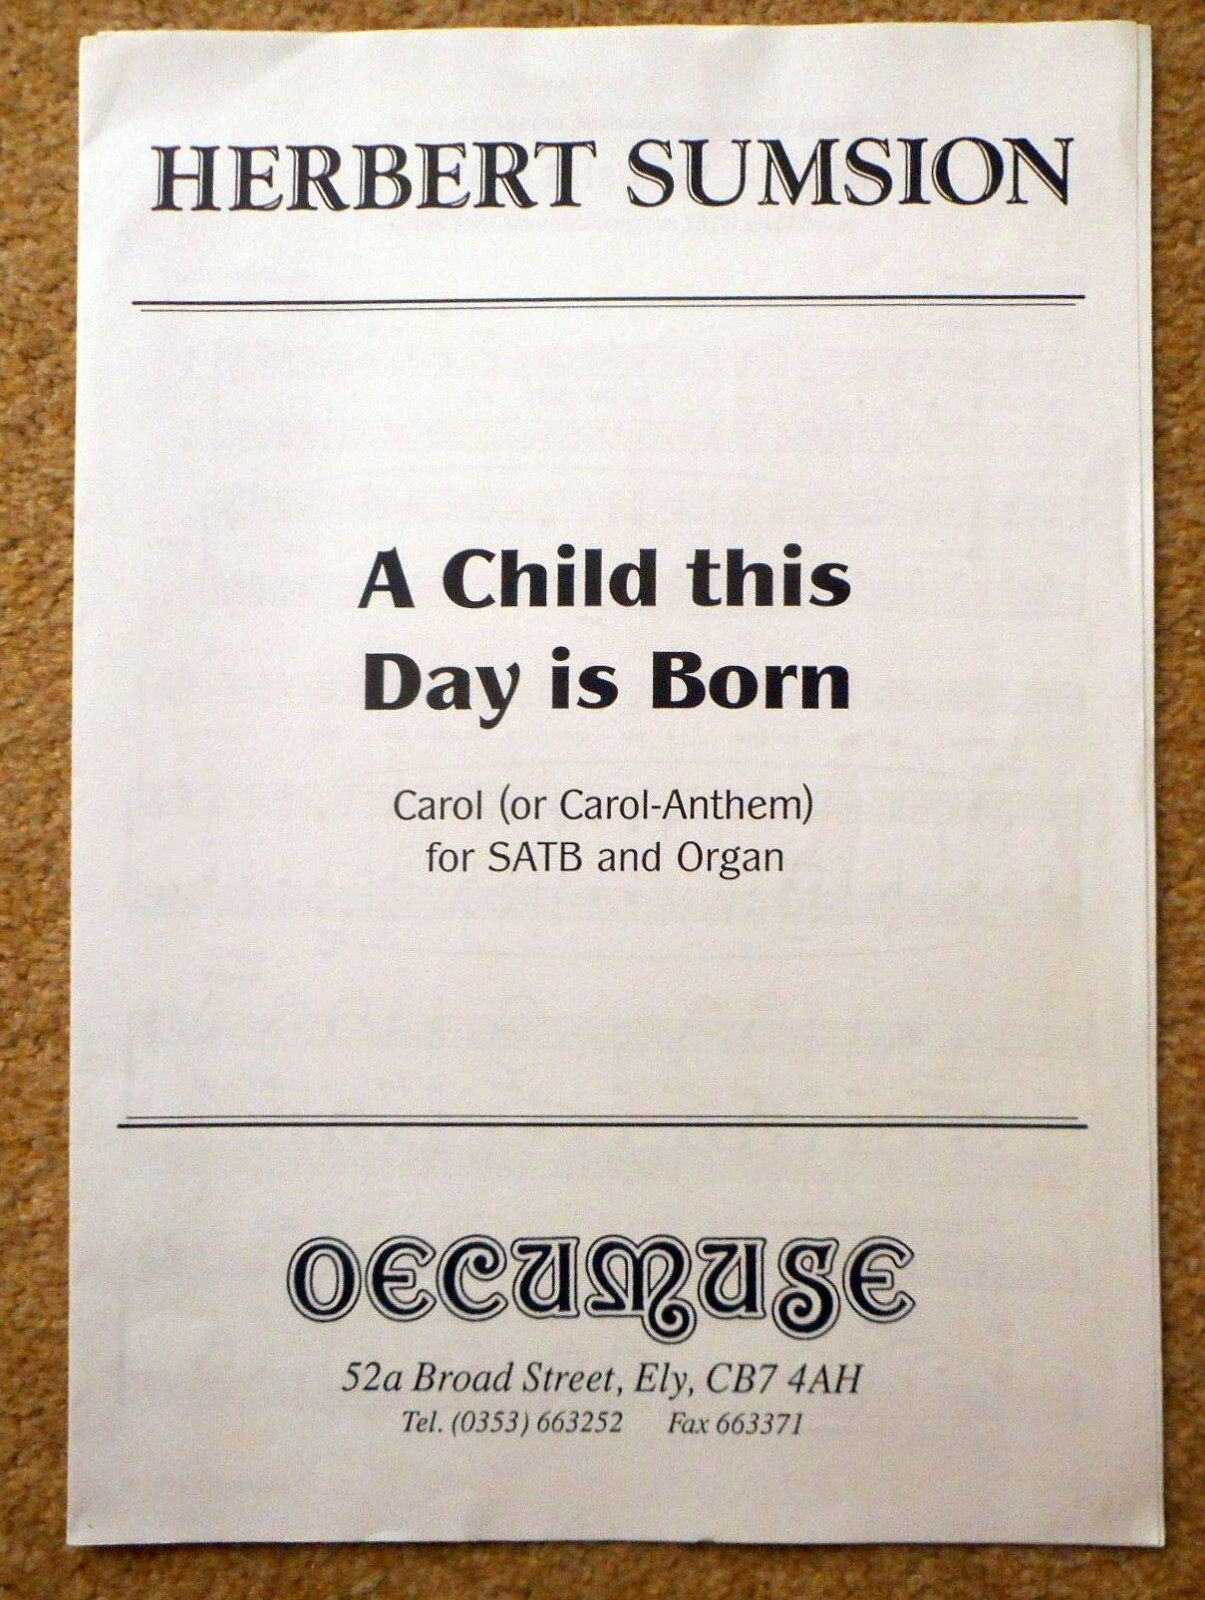 HERBERT SUMSION
A Child this
Day is Born
Carol (or Carol-Anthem)
for SATB and Organ
OECUMUSE
52a Broad Street, Ely, CB7 4AH
Tel. (0353) 663252 Fax 663371